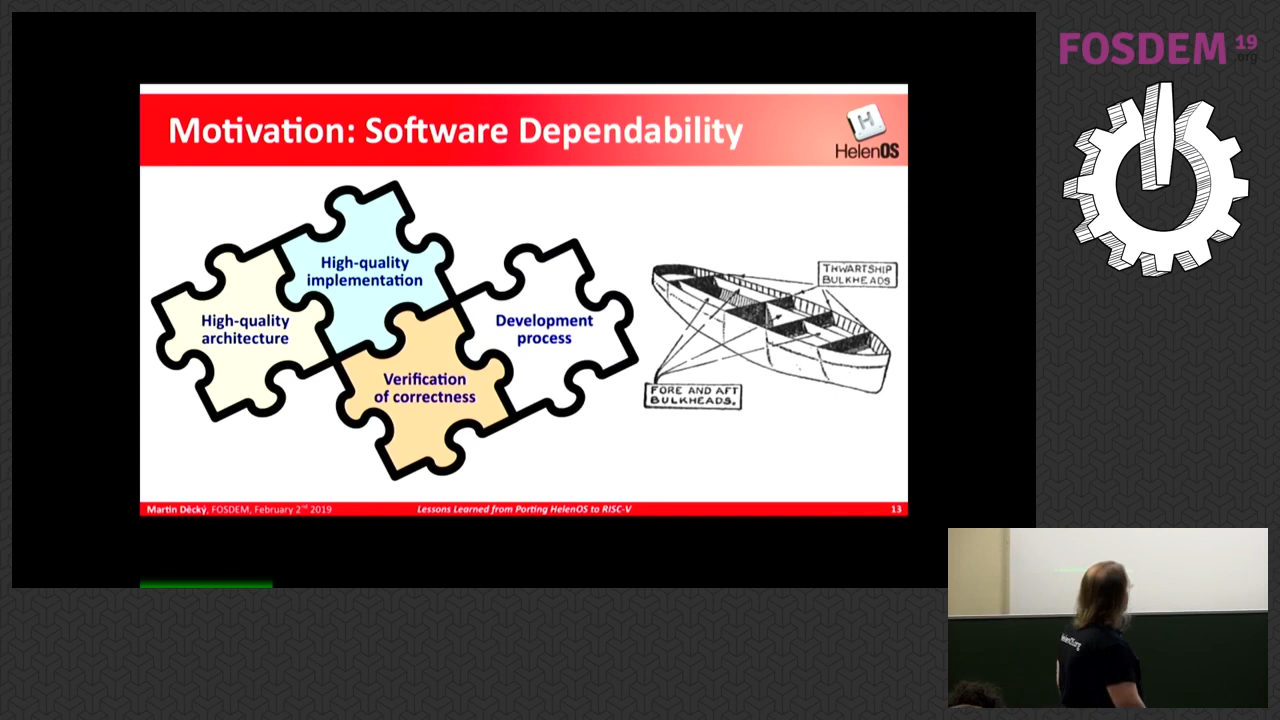 FOSDEM 19
.org
Motivation: Software Dependability
HelenOS
High-quality
implementation
High-quality
architecture
Development
process
Verification
of correctness
THWARTSHIP
BULKHEADS
FORE AND AFT
BULKHEADS.
Martin Děcký, FOSDEM, February 2nd 2019
Lessons Learned from Porting HelenOS to RISC-V
13
HelenOS.org